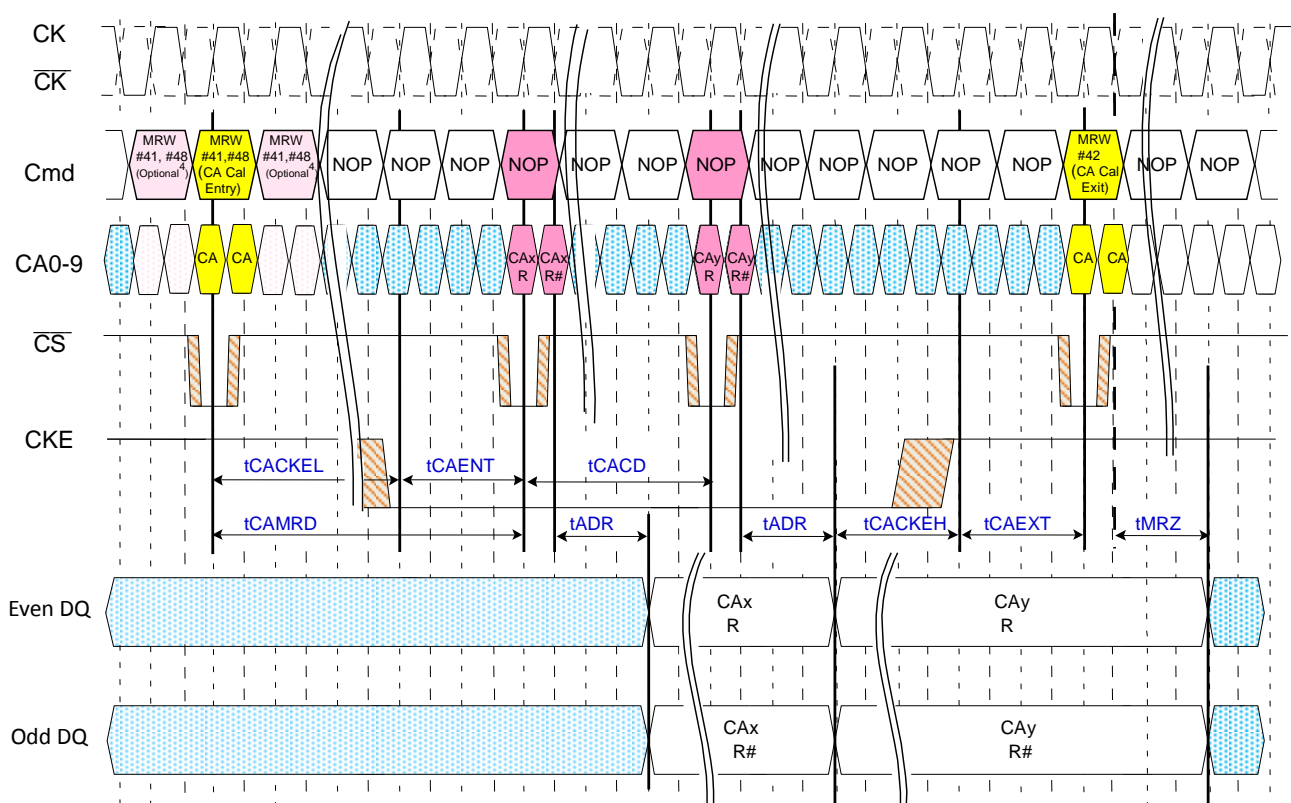 CK
CK
Cmd
MRW
#41, #48
(Optional4)
MRW
#41,#48
(CA Cal
Entry)
MRW
#41,#48
(Optional4)
NOP
NOP
NOP
NOP
NOP
NOP
NOP
NOP
NOP
NOP
NOP
NOP
MRW
#42
(CA Cal
Exit)
NOP
NOP
CA0-9
CA
CA
CAx
R
CAx
R#
CAy
R
CAy
R#
CA
CA
CS
CKE
tCACKEL
tCAENT
tCACD
tCAMRD
tADR
tADR
tCACKEH
tCAEXT
tMRZ
Even DQ
CAx
R
CAy
R
Odd DQ
CAx
R#
CAy
R#